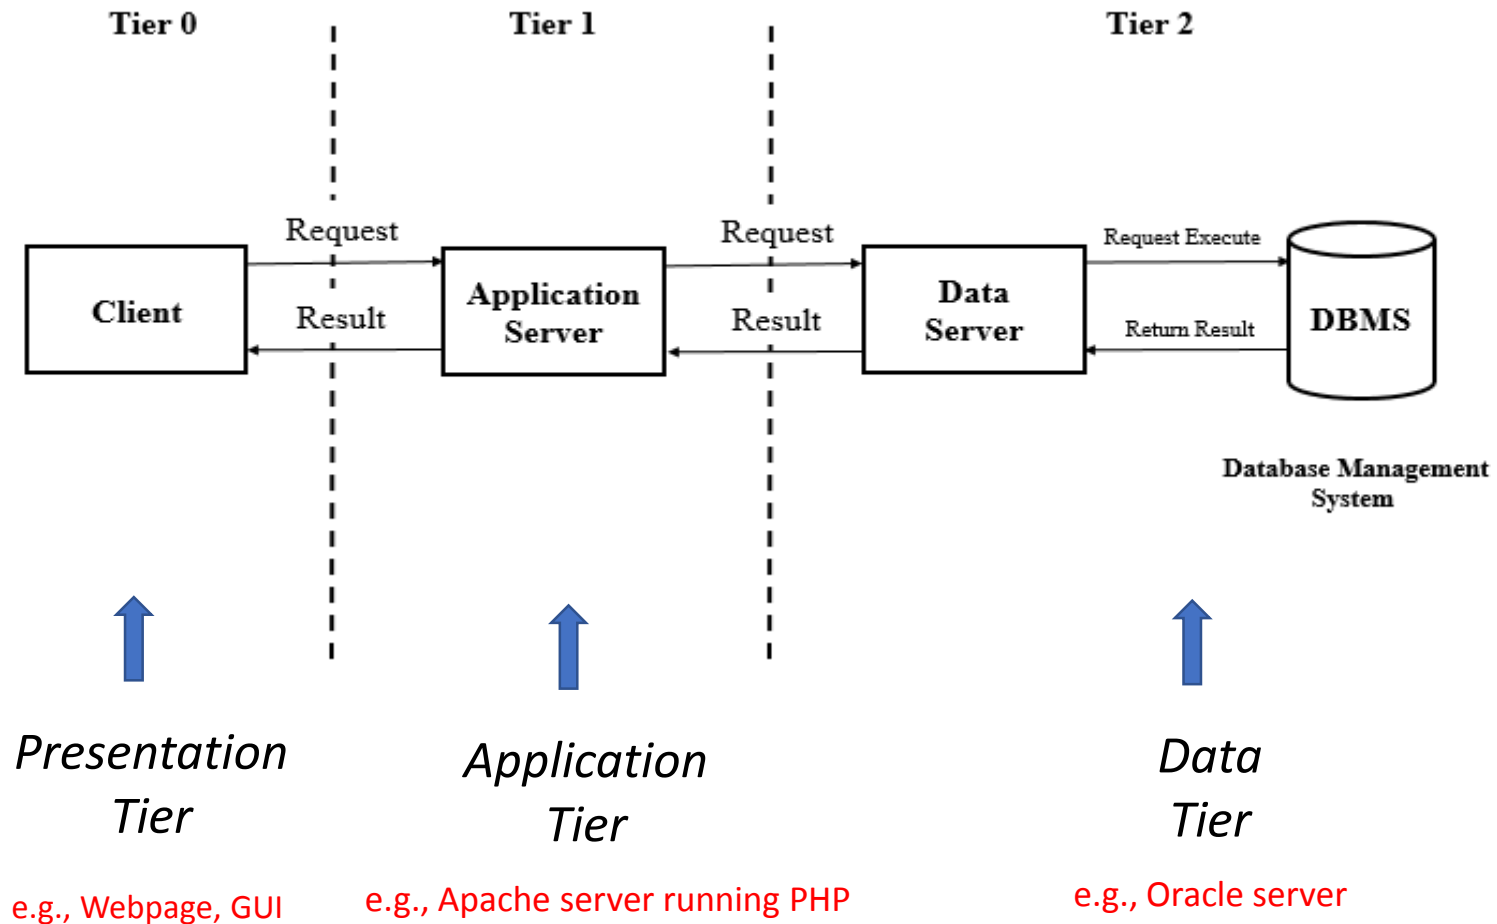 Tier 0
Tier 1
Tier 2
Request
Request
Request Execute
Client
Application
Server
Data
Server
DBMS
Result
Result
Return Result
Database Management
System
Presentation
Tier
Application
Tier
Data
Tier
e.g., Webpage, GUI
e.g., Apache server running PHP
e.g., Oracle server